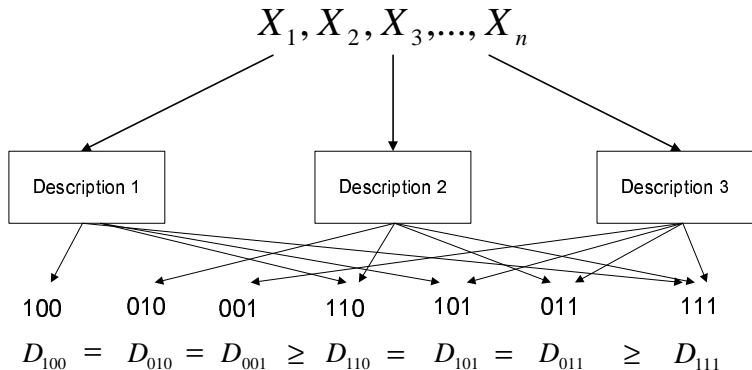 X₁, X₂, X₃,..., Xₙ
Description 1 Description 2 Description 3
100 010 001 110 101 011 111
D₁₀₀ = D₀₁₀ = D₀₀₁ ≥ D₁₁₀ = D₁₀₁ = D₀₁₁ ≥ D₁₁₁